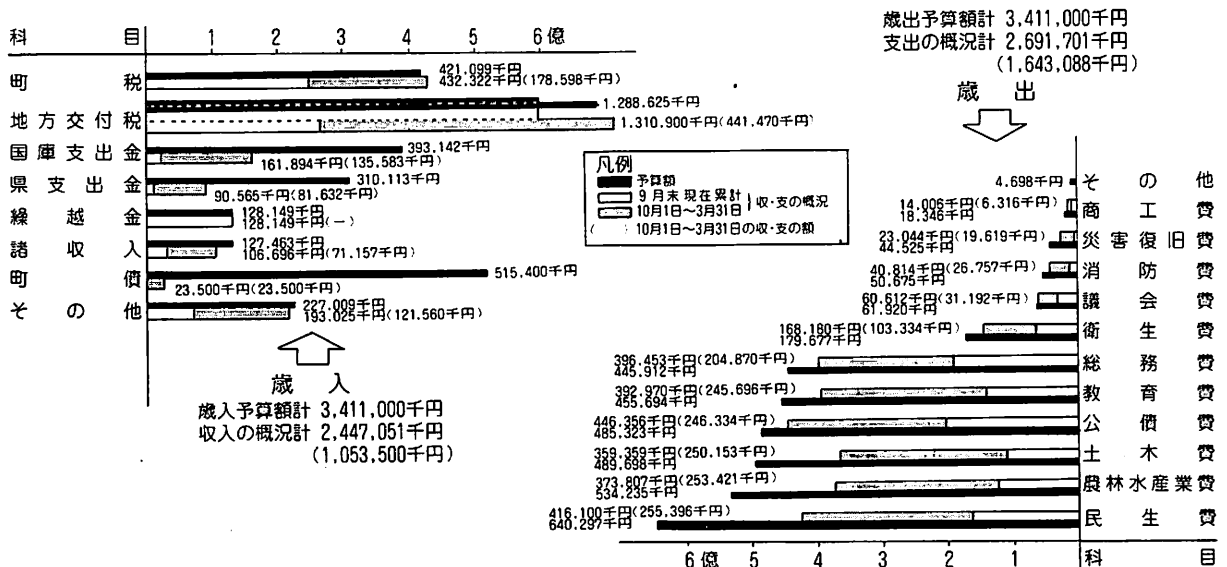 科目 1 2 3 4 5 6億
町税 421.099千円
432.322千円(178.598千円)
地方交付税 1.288.625千円
1.310.900千円(441.470千円)
国庫支出金 393.142千円
161.894千円(135.583千円)
県支出金 310.113千円
90.565千円(81.632千円)
繰越金 128.149千円
128.149千円(ー)
諸収入 127.463千円
106.696千円(71.157千円)
町債 515.400千円
23.500千円(23.500千円)
その他 227.009千円
193.025千円(121.560千円)
歳入
歳入予算額計 3,411,000千円
収入の概況計 2,447,051千円
(1,053,500千円)
凡例
予算額
9月末現在累計
10月1日~3月31日
収・支の概況
( ) 10月1日~3月31日の収・支の額
歳出予算額計 3,411,000千円
支出の概況計 2,691,701千円
(1,643,088千円)
歳出
4.698千円 その他
14.006千円(6.316千円) 商工費
18.346千円
23.044千円(19.619千円) 災害復旧費
44.525千円
40.814千円(26.757千円) 消防費
50.675千円
60.612千円(31.192千円) 議会費
61.920千円
168.180千円(103.334千円) 衛生費
179.677千円
396.453千円(204.870千円) 総務費
445.912千円
392.970千円(245.696千円) 教育費
455.694千円
446.356千円(246.334千円) 公債費
485.323千円
359.359千円(250.153千円) 土木費
489.698千円
373.807千円(253.421千円) 農林水産業費
534.235千円
416.100千円(255.396千円) 民生費
640.297千円
6億 5 4 3 2 1 科目